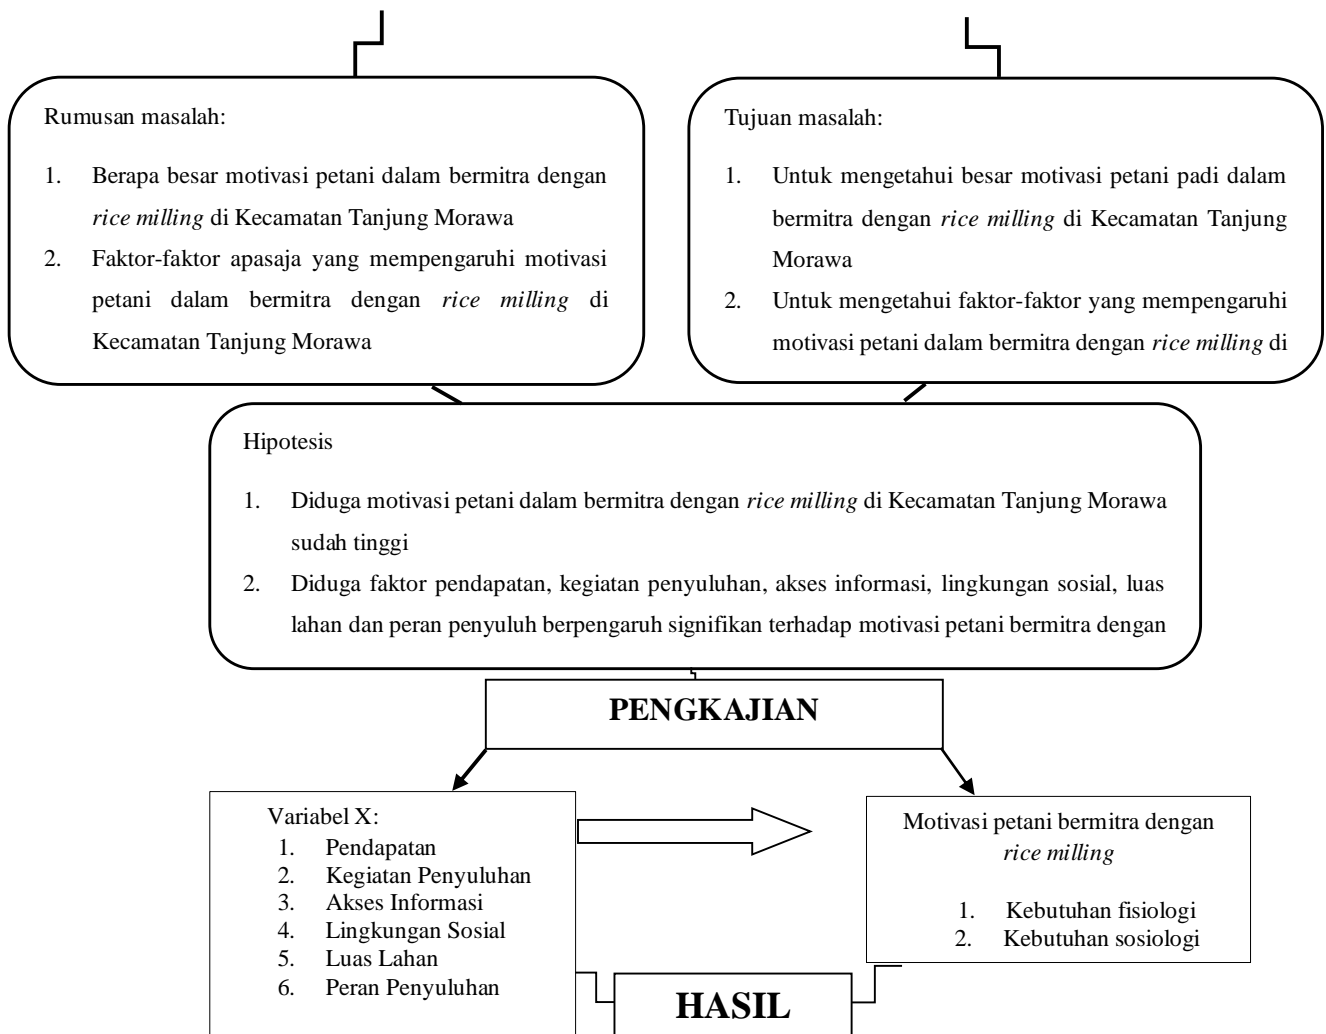 Rumusan masalah:
1. Berapa besar motivasi petani dalam bermitra dengan
rice milling di Kecamatan Tanjung Morawa
2. Faktor-faktor apasaja yang mempengaruhi motivasi
petani dalam bermitra dengan rice milling di
Kecamatan Tanjung Morawa
Tujuan masalah:
1. Untuk mengetahui besar motivasi petani padi dalam
bermitra dengan rice milling di Kecamatan Tanjung
Morawa
2. Untuk mengetahui faktor-faktor yang mempengaruhi
motivasi petani dalam bermitra dengan rice milling di
Hipotesis
1. Diduga motivasi petani dalam bermitra dengan rice milling di Kecamatan Tanjung Morawa
sudah tinggi
2. Diduga faktor pendapatan, kegiatan penyuluhan, akses informasi, lingkungan sosial, luas
lahan dan peran penyuluh berpengaruh signifikan terhadap motivasi petani bermitra dengan
PENGKAJIAN
Variabel X:
1. Pendapatan
2. Kegiatan Penyuluhan
3. Akses Informasi
4. Lingkungan Sosial
5. Luas Lahan
6. Peran Penyuluhan
Motivasi petani bermitra dengan
rice milling
1. Kebutuhan fisiologi
2. Kebutuhan sosiologi
HASIL